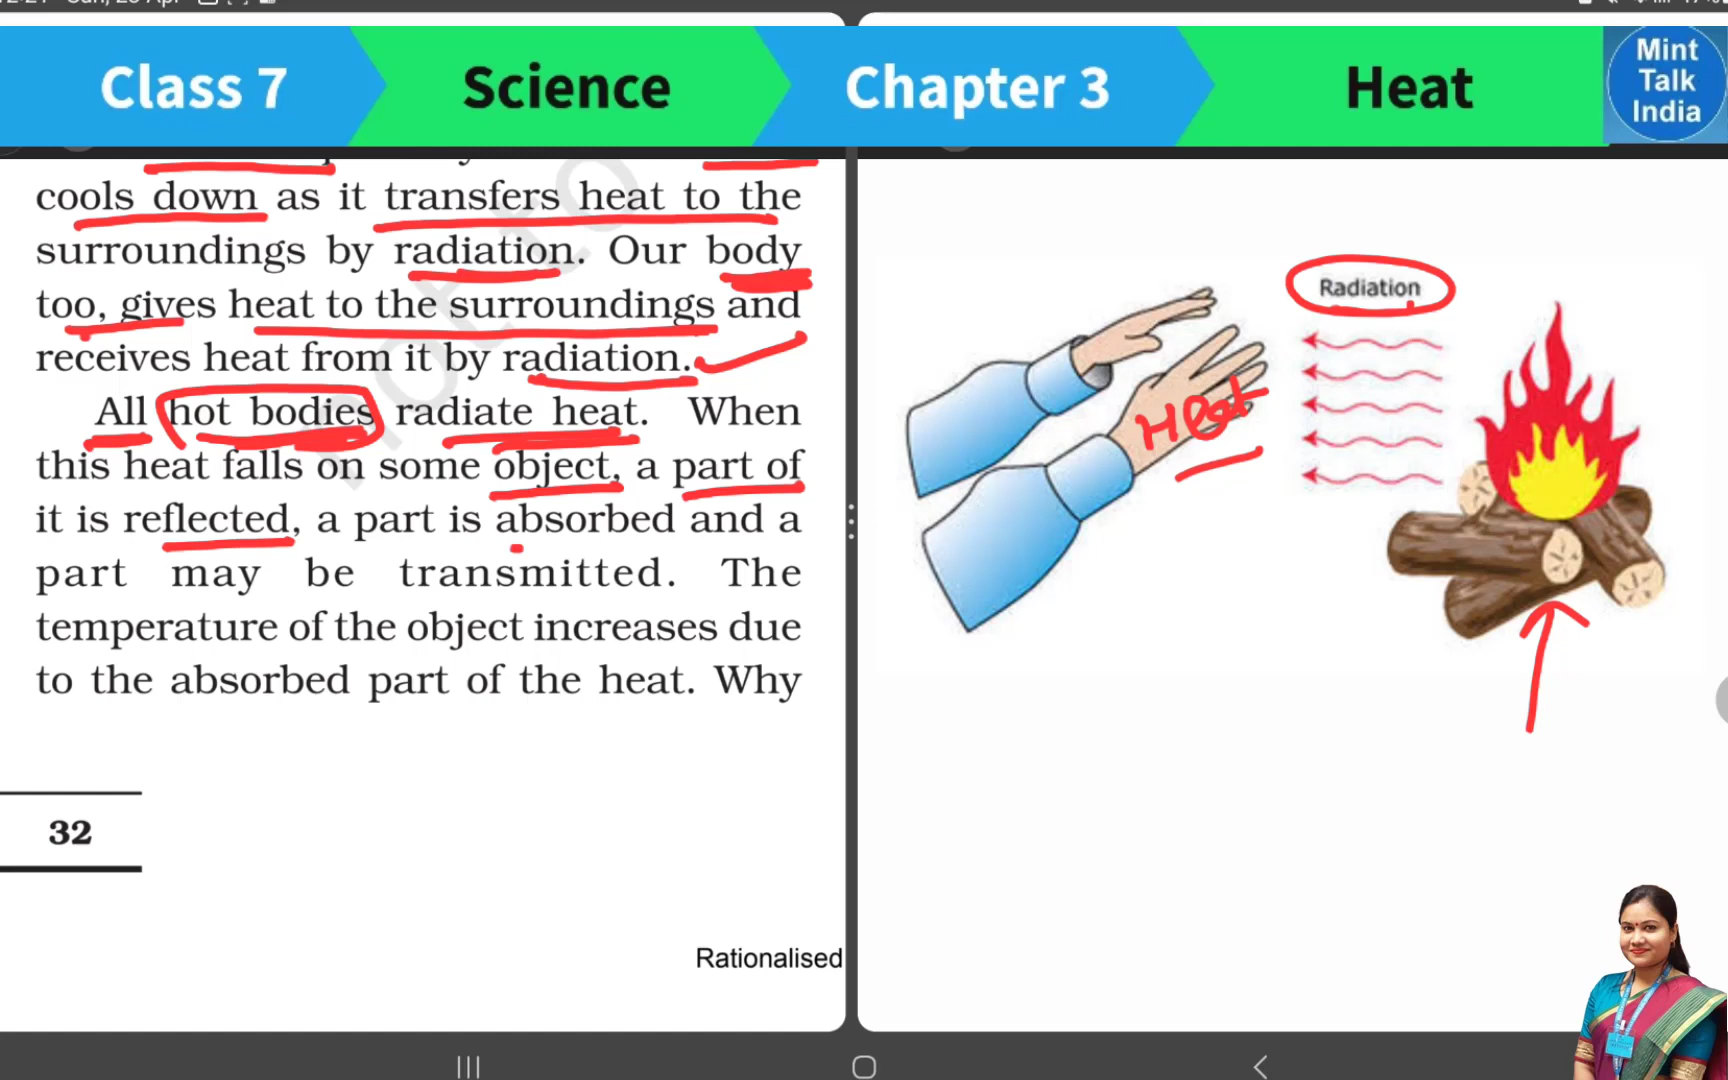 Class 7
Science
Chapter 3
Heat
Mint
Talk
India
cools down as it transfers heat to the
surroundings by radiation. Our body
too, gives heat to the surroundings and
receives heat from it by radiation.
All hot bodies radiate heat. When
this heat falls on some object, a part of
it is reflected, a part is absorbed and a
part may be transmitted. The
temperature of the object increases due
to the absorbed part of the heat. Why
32
Rationalised
not to
Radiation
Heat